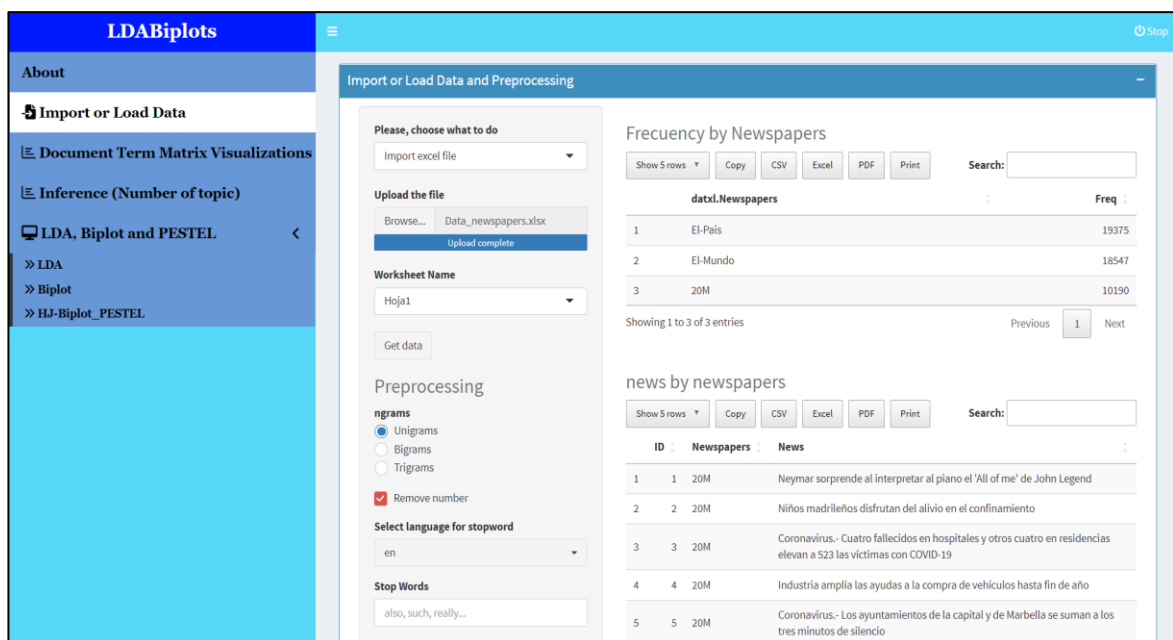 LDABiplots
Stop
About
Import or Load Data
Document Term Matrix Visualizations
Inference (Number of topic)
LDA, Biplot and PESTEL
LDA
Biplot
HJ-Biplot_PESTEL
Import or Load Data and Preprocessing
Please, choose what to do
Import excel file
Upload the file
Browse... Data_newspapers.xlsx
Upload complete
Worksheet Name
Hoja1
Get data
Preprocessing
ngrams
Unigrams
Bigrams
Trigrams
Remove number
Select language for stopword
en
Stop Words
also, such, really...
Frecuency by Newspapers
Show 5 rows Copy CSV Excel PDF Print Search:
datxl.Newspapers Freq
1 El-Pais 19375
2 El-Mundo 18547
3 20M 10190
Showing 1 to 3 of 3 entries Previous 1 Next
news by newspapers
Show 5 rows Copy CSV Excel PDF Print Search:
ID Newspapers News
1 1 20M Neymar sorprende al interpretar al piano el 'All of me' de John Legend
2 2 20M Niños madrileños disfrutan del alivio en el confinamiento
3 3 20M Coronavirus.- Cuatro fallecidos en hospitales y otros cuatro en residencias
elevan a 523 las víctimas con COVID-19
4 4 20M Industria amplía las ayudas a la compra de vehículos hasta fin de año
5 5 20M Coronavirus.- Los ayuntamientos de la capital y de Marbella se suman a los
tres minutos de silencio